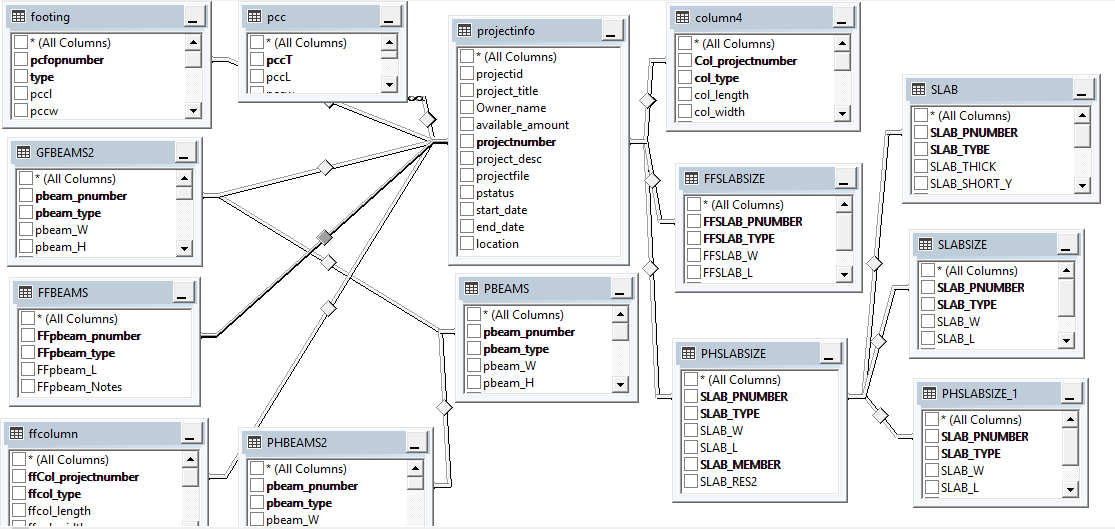 footing
* (All Columns)
pcfopnumber
type
pccl
pccw
pcc
* (All Columns)
pccT
pccL
projectinfo
* (All Columns)
projectid
project_title
Owner_name
available_amount
projectnumber
project_desc
projectfile
pstatus
start_date
end_date
location
column4
* (All Columns)
Col_projectnumber
col_type
col_length
col_width
SLAB
* (All Columns)
SLAB_PNUMBER
SLAB_TYBE
SLAB_THICK
SLAB_SHORT_Y
GFBEAMS2
* (All Columns)
pbeam_pnumber
pbeam_type
pbeam_W
pbeam_H
FFSLABSIZE
* (All Columns)
FFSLAB_PNUMBER
FFSLAB_TYPE
FFSLAB_W
FFSLAB_L
SLABSIZE
* (All Columns)
SLAB_PNUMBER
SLAB_TYPE
SLAB_W
SLAB_L
FFBEAMS
* (All Columns)
FFpbeam_pnumber
FFpbeam_type
FFpbeam_L
FFpbeam_Notes
PBEAMS
* (All Columns)
pbeam_pnumber
pbeam_type
pbeam_W
pbeam_H
PHSLABSIZE
* (All Columns)
SLAB_PNUMBER
SLAB_TYPE
SLAB_W
SLAB_L
SLAB_MEMBER
SLAB_RES2
PHSLABSIZE_1
* (All Columns)
SLAB_PNUMBER
SLAB_TYPE
SLAB_W
SLAB_L
ffcolumn
* (All Columns)
ffCol_projectnumber
ffcol_type
ffcol_length
PHBEAMS2
* (All Columns)
pbeam_pnumber
pbeam_type
pbeam_W